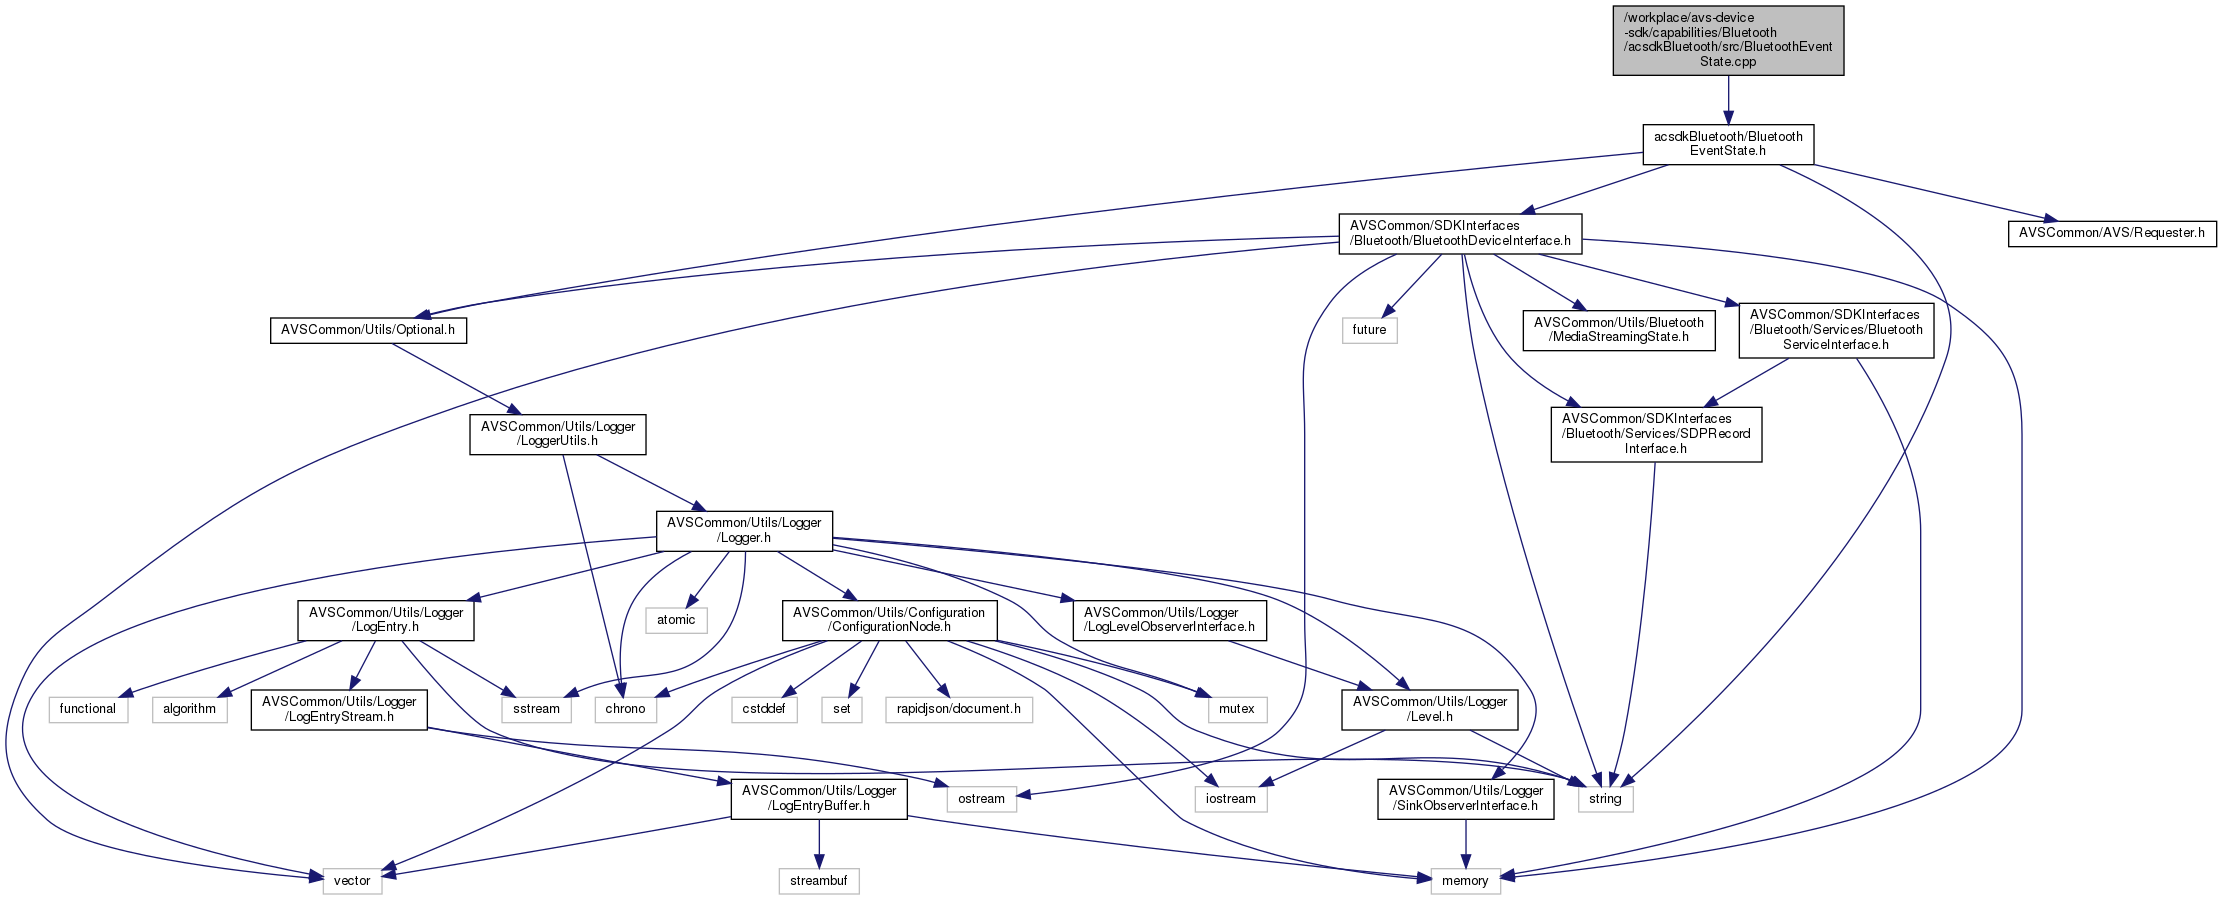 /workplace/avs-device
-sdk/capabilities/Bluetooth
/acsdkBluetooth/src/BluetoothEvent
State.cpp
acsdkBluetooth/Bluetooth
EventState.h
AVSCommon/SDKInterfaces
/Bluetooth/BluetoothDeviceInterface.h
AVSCommon/AVS/Requester.h
AVSCommon/Utils/Optional.h
future
AVSCommon/Utils/Bluetooth
/MediaStreamingState.h
AVSCommon/SDKInterfaces
/Bluetooth/Services/Bluetooth
ServiceInterface.h
AVSCommon/Utils/Logger
/LoggerUtils.h
AVSCommon/SDKInterfaces
/Bluetooth/Services/SDPRecord
Interface.h
AVSCommon/Utils/Logger
/Logger.h
AVSCommon/Utils/Logger
/LogEntry.h
atomic
AVSCommon/Utils/Configuration
/ConfigurationNode.h
AVSCommon/Utils/Logger
/LogLevelObserverInterface.h
functional
algorithm
AVSCommon/Utils/Logger
/LogEntryStream.h
sstream
chrono
cstddef
set
rapidjson/document.h
mutex
AVSCommon/Utils/Logger
/Level.h
AVSCommon/Utils/Logger
/LogEntryBuffer.h
ostream
iostream
AVSCommon/Utils/Logger
/SinkObserverInterface.h
string
vector
streambuf
memory